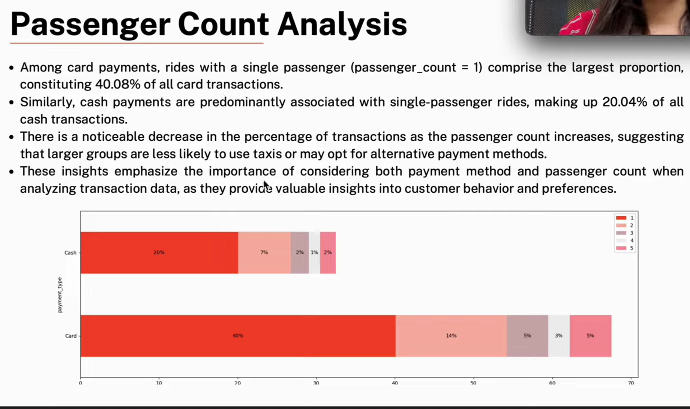 Passenger Count Analysis
• Among card payments, rides with a single passenger (passenger_count = 1) comprise the largest proportion,
constituting 40.08% of all card transactions.
• Similarly, cash payments are predominantly associated with single-passenger rides, making up 20.04% of all
cash transactions.
• There is a noticeable decrease in the percentage of transactions as the passenger count increases, suggesting
that larger groups are less likely to use taxis or may opt for alternative payment methods.
• These insights emphasize the importance of considering both payment method and passenger count when
analyzing transaction data, as they provide valuable insights into customer behavior and preferences.
1
2
3
4
5
Cash
20% 7% 2% 1% 2%
payment_type
Card
40% 14% 5% 3% 5%
0 10 20 30 40 50 60 70